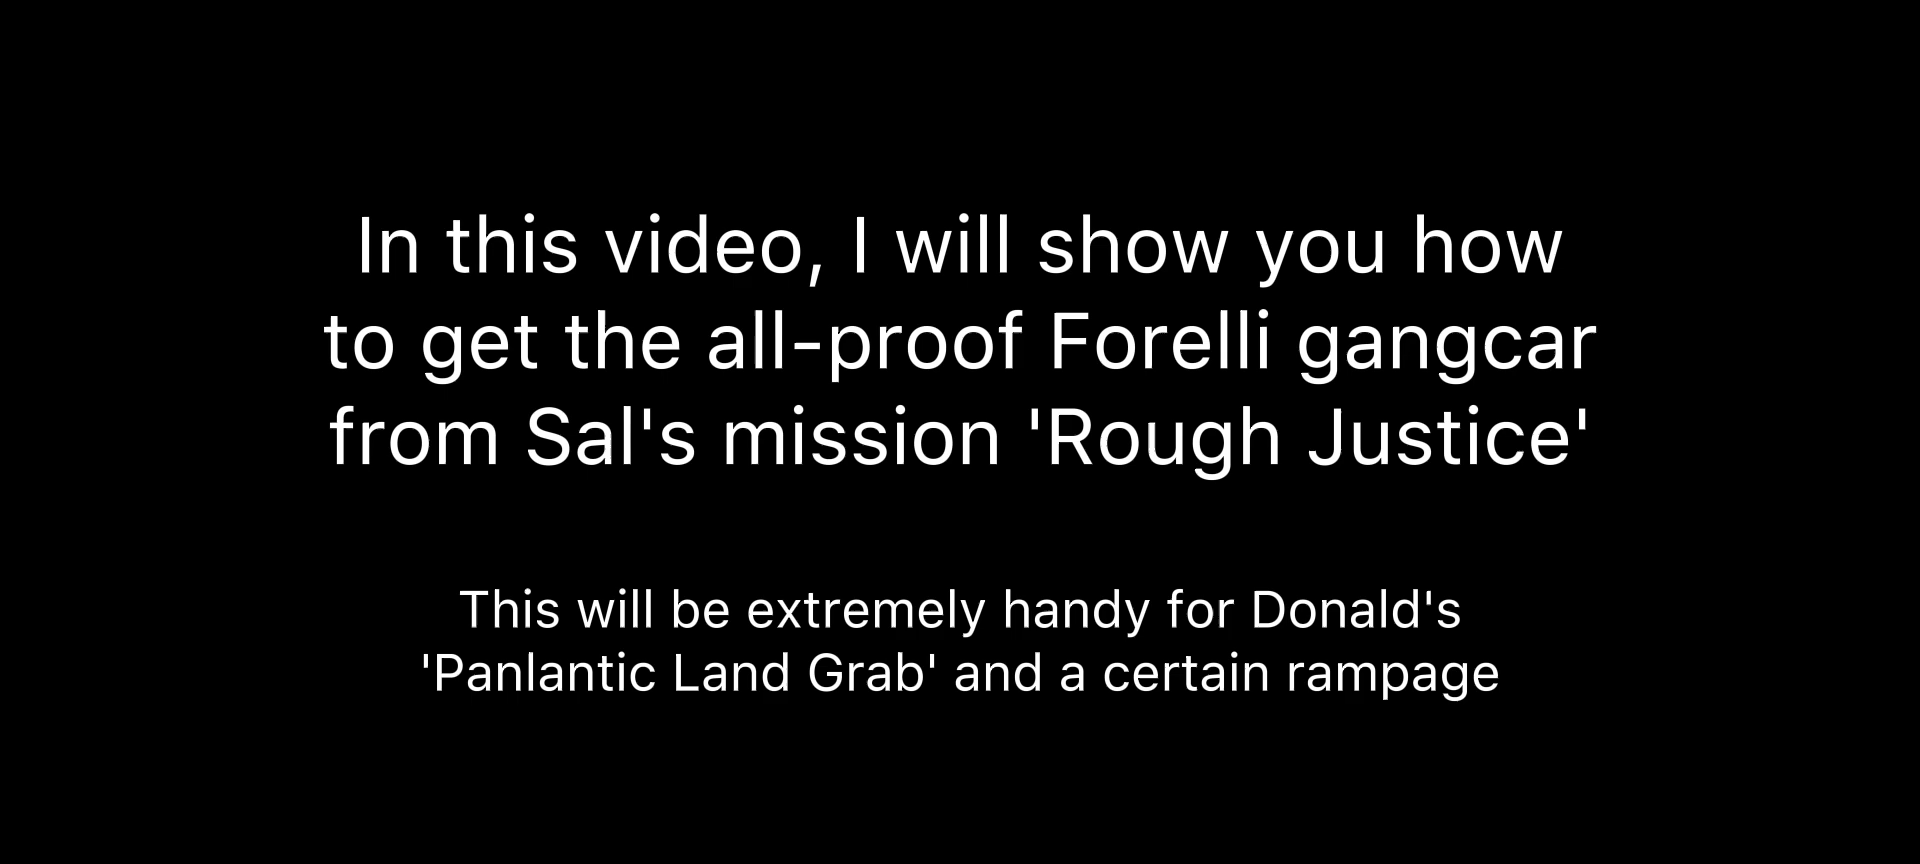 In this video, I will show you how
to get the all-proof Forelli gangcar
from Sal's mission 'Rough Justice'
This will be extremely handy for Donald's
'Panlantic Land Grab' and a certain rampage